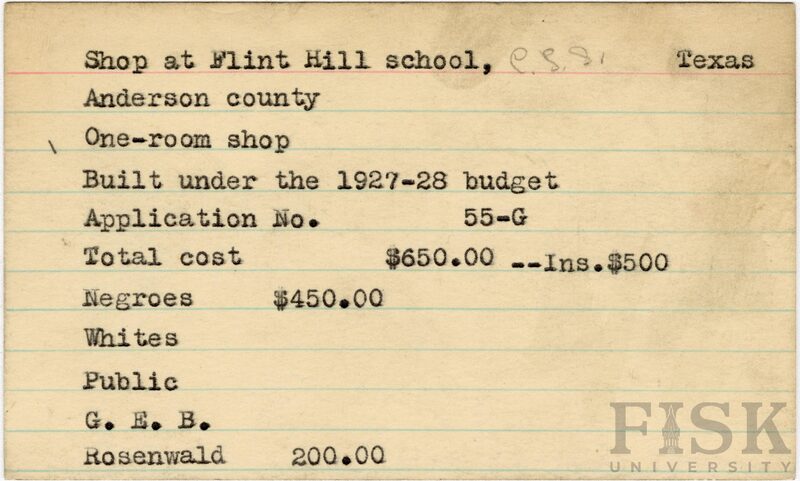 Shop at Flint Hill school, Texas
Anderson county
One-room shop
Built under the 1927-28 budget
Application No. 55-G
Total cost $650.00 --Ins.$500
Negroes $450.00
Whites
Public
G. E. B.
Rosenwald 200.00
FISK
UNIVERSITY